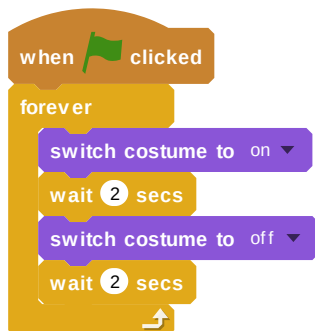 when clicked
forever
switch costume to on
wait 2 secs
switch costume to off
wait 2 secs